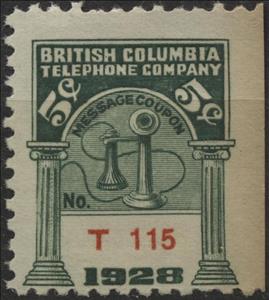 BRITISH COLUMBIA
TELEPHONE COMPANY
5¢ 5¢
MESSAGE COUPON
No.
T 115
1928